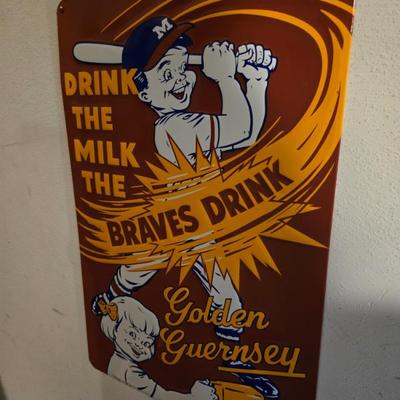 M
DRINK
THE
MILK
THE
BRAVES DRINK
Golden
Guernsey